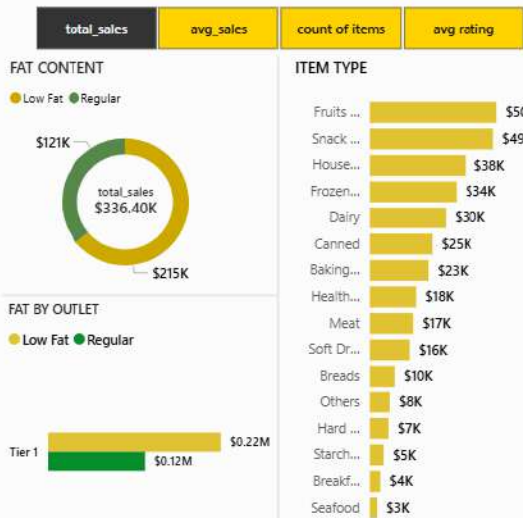 total_sales
avg_sales
count of items
avg rating
FAT CONTENT
Low Fat Regular
$121K
total_sales
$336.40K
$215K
FAT BY OUTLET
Low Fat Regular
Tier 1
$0.22M
$0.12M
ITEM TYPE
Fruits ... $50
Snack ... $49
House... $38K
Frozen... $34K
Dairy $30K
Canned $25K
Baking... $23K
Health... $18K
Meat $17K
Soft Dr... $16K
Breads $10K
Others $8K
Hard ... $7K
Starch... $5K
Breakf... $4K
Seafood $3K